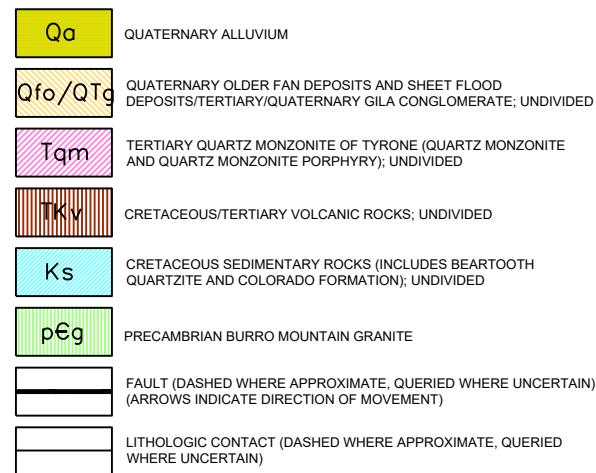 Qa
QUATERNARY ALLUVIUM
Qfo/QTg
QUATERNARY OLDER FAN DEPOSITS AND SHEET FLOOD
DEPOSITS/TERTIARY/QUATERNARY GILA CONGLOMERATE; UNDIVIDED
Tqm
TERTIARY QUARTZ MONZONITE OF TYRONE (QUARTZ MONZONITE
AND QUARTZ MONZONITE PORPHYRY); UNDIVIDED
TKv
CRETACEOUS/TERTIARY VOLCANIC ROCKS; UNDIVIDED
Ks
CRETACEOUS SEDIMENTARY ROCKS (INCLUDES BEARTOOTH
QUARTZITE AND COLORADO FORMATION); UNDIVIDED
p€g
PRECAMBRIAN BURRO MOUNTAIN GRANITE
FAULT (DASHED WHERE APPROXIMATE, QUERIED WHERE UNCERTAIN)
(ARROWS INDICATE DIRECTION OF MOVEMENT)
LITHOLOGIC CONTACT (DASHED WHERE APPROXIMATE, QUERIED
WHERE UNCERTAIN)